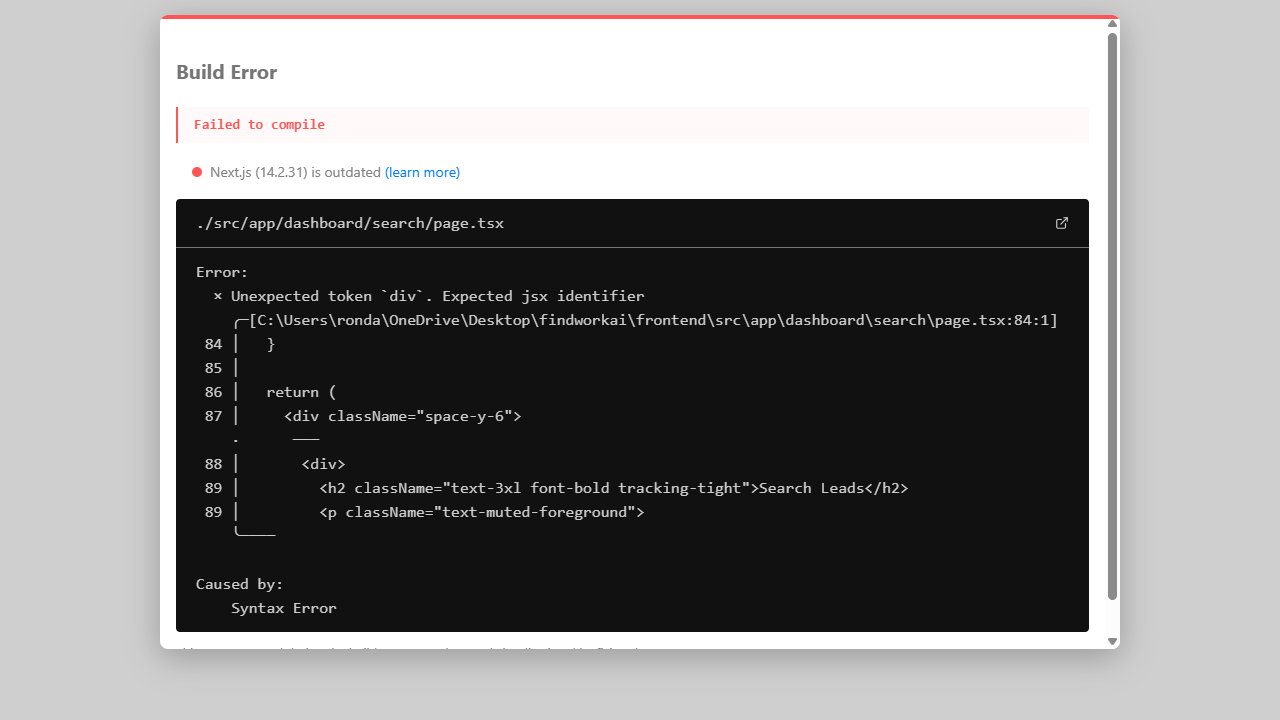 Build Error
Failed to compile
Next.js (14.2.31) is outdated (learn more)
./src/app/dashboard/search/page.tsx
Error:
  × Unexpected token `div`. Expected jsx identifier
    ╭─[C:\Users\ronda\OneDrive\Desktop\findworkai\frontend\src\app\dashboard\search\page.tsx:84:1]
 84 │   }
 85 │
 86 │   return (
 87 │     <div className="space-y-6">
    ·      ───
 88 │       <div>
 89 │         <h2 className="text-3xl font-bold tracking-tight">Search Leads</h2>
 89 │         <p className="text-muted-foreground">
    ╰────
Caused by:
    Syntax Error